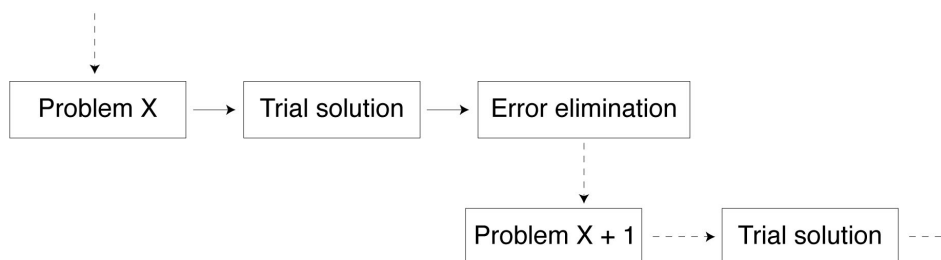 Problem X
Trial solution
Error elimination
Problem X + 1
Trial solution